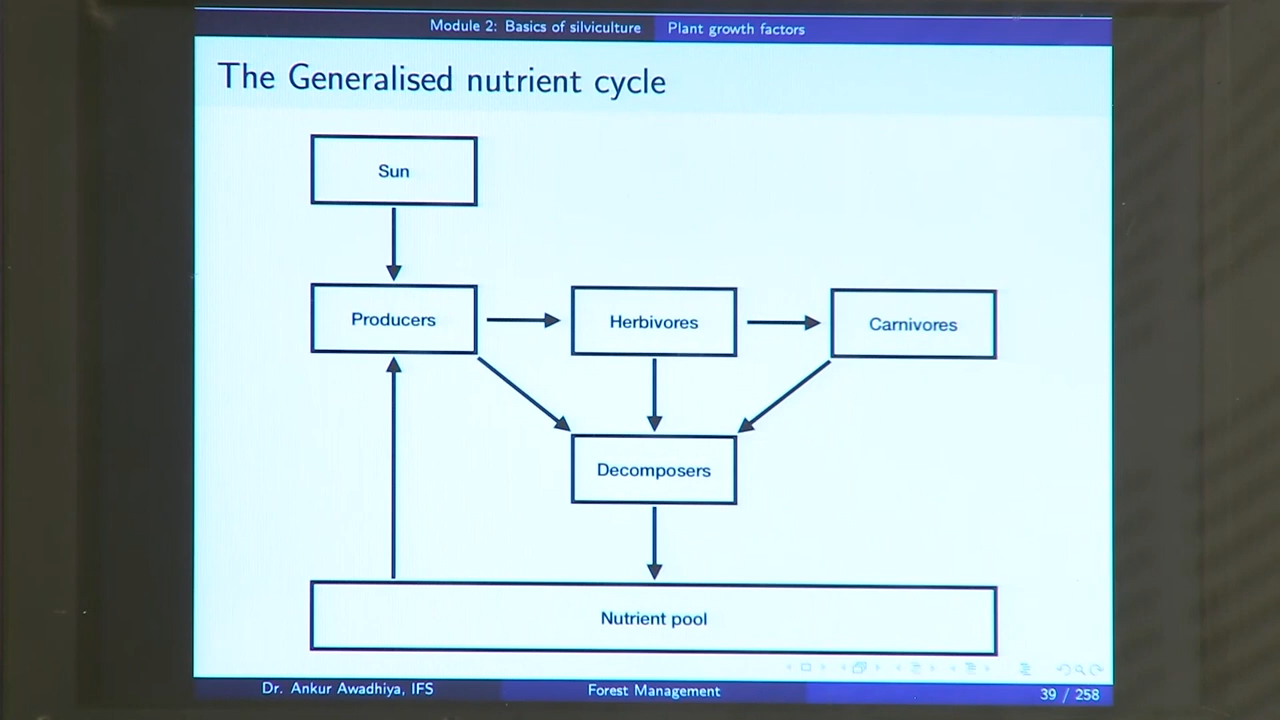 Module 2: Basics of silviculture Plant growth factors
The Generalised nutrient cycle
Sun
Producers
Herbivores
Carnivores
Decomposers
Nutrient pool
Dr. Ankur Awadhiya, IFS Forest Management 39 / 258